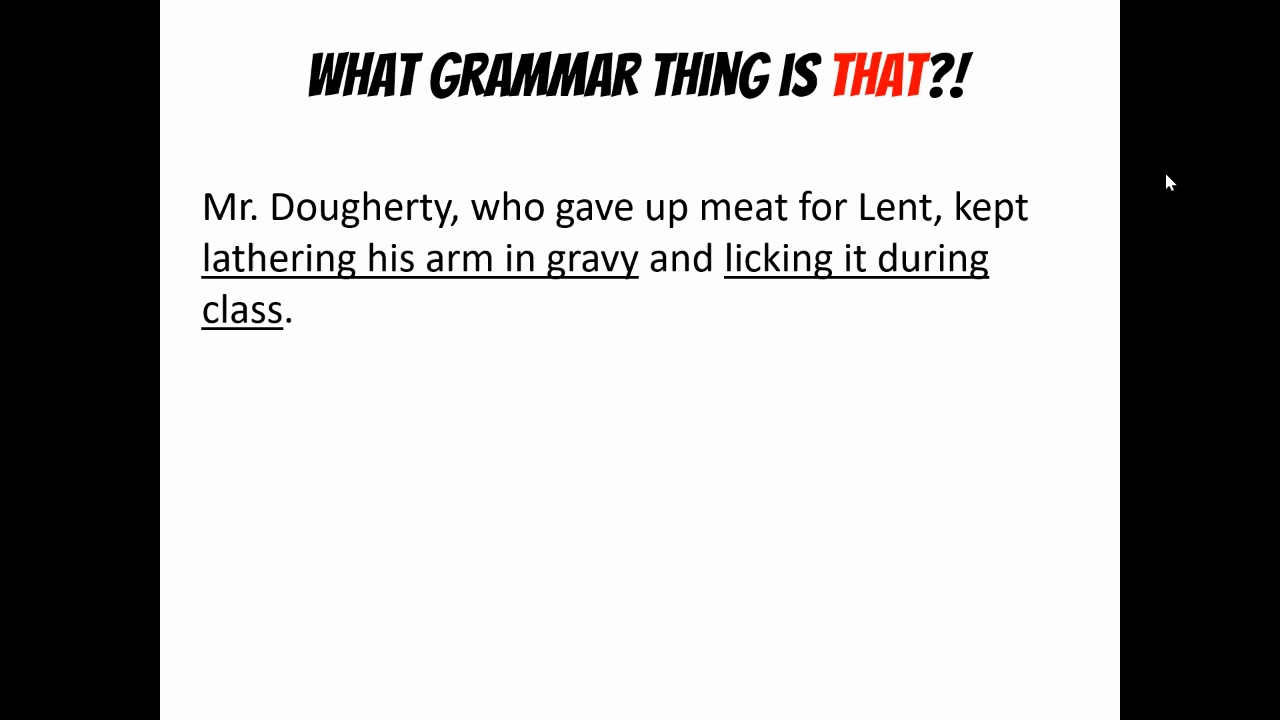 WHAT GRAMMAR THING IS THAT?!
Mr. Dougherty, who gave up meat for Lent, kept
lathering his arm in gravy and licking it during
class.